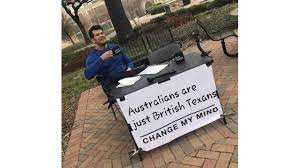 Australians are
just British Texans
CHANGE MY MIND